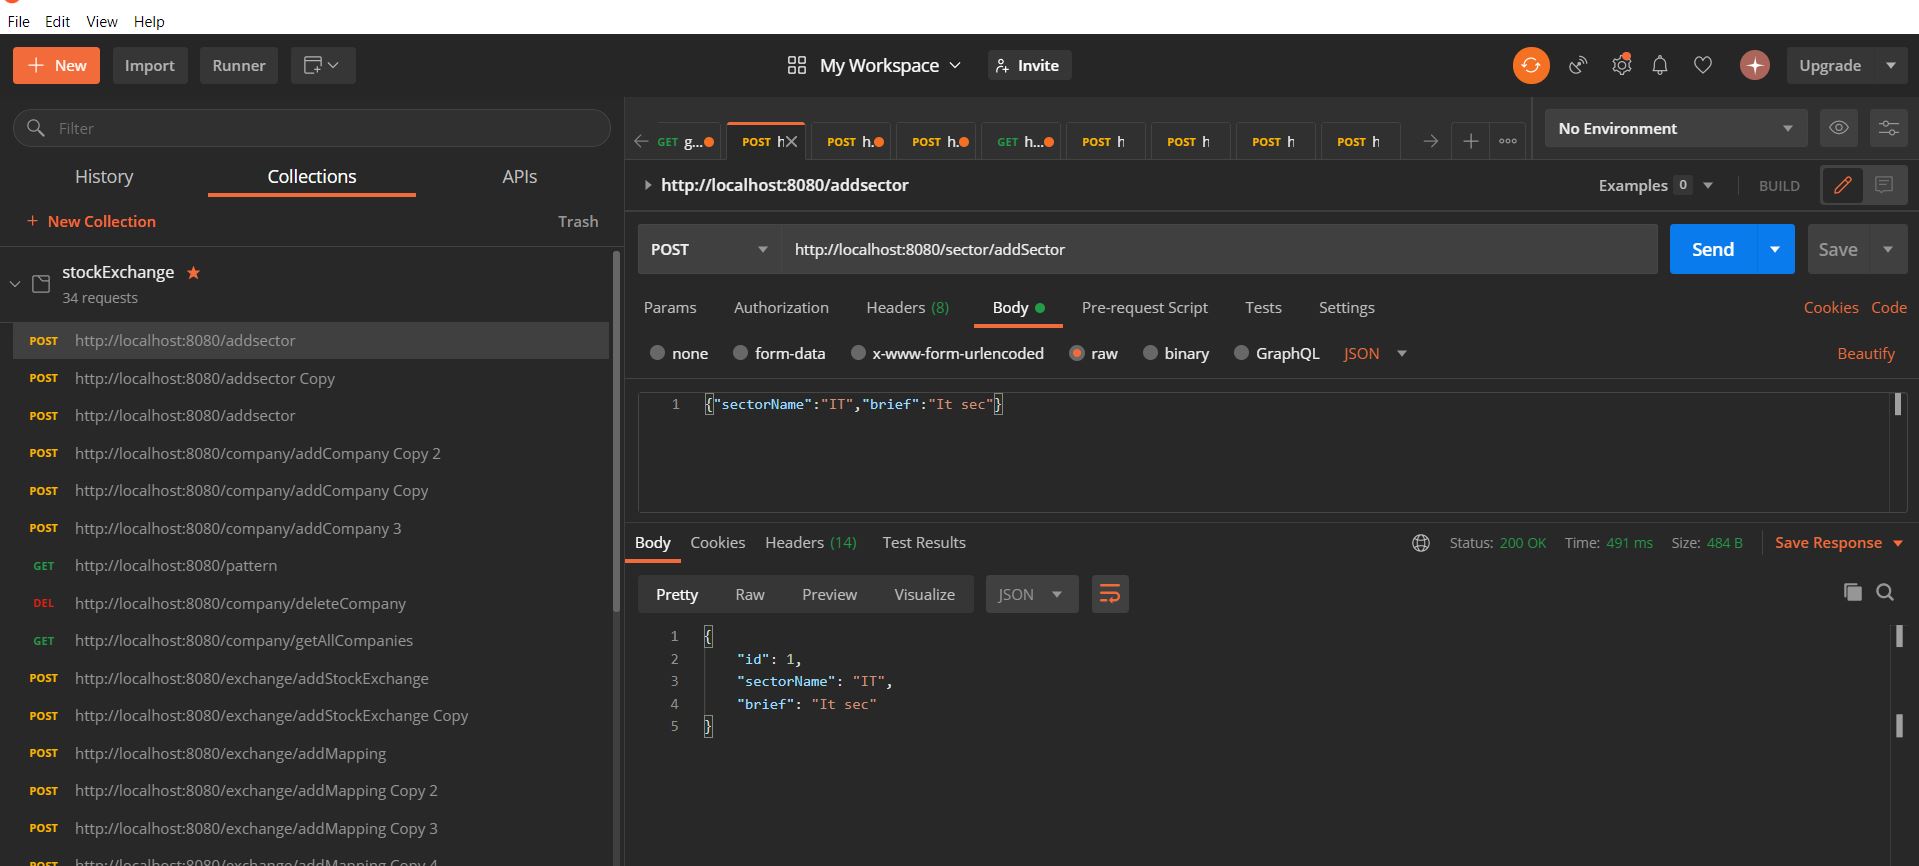 File Edit View Help
New Import Runner My Workspace Invite Upgrade
Filter
History Collections APIs
+ New Collection Trash
stockExchange
34 requests
POST http://localhost:8080/addsector
POST http://localhost:8080/addsector Copy
POST http://localhost:8080/addsector
POST http://localhost:8080/company/addCompany Copy 2
POST http://localhost:8080/company/addCompany Copy
POST http://localhost:8080/company/addCompany 3
GET http://localhost:8080/pattern
DEL http://localhost:8080/company/deleteCompany
GET http://localhost:8080/company/getAllCompanies
POST http://localhost:8080/exchange/addStockExchange
POST http://localhost:8080/exchange/addStockExchange Copy
POST http://localhost:8080/exchange/addMapping
POST http://localhost:8080/exchange/addMapping Copy 2
POST http://localhost:8080/exchange/addMapping Copy 3
POST http://localhost:8080/exchange/addMapping Copy 4
GET g... POST h POST h. POST h. GET h... POST h POST h POST h POST h No Environment
http://localhost:8080/addsector Examples 0 BUILD
POST http://localhost:8080/sector/addSector Send Save
Params Authorization Headers (8) Body Pre-request Script Tests Settings Cookies Code
none form-data x-www-form-urlencoded raw binary GraphQL JSON Beautify
1 {"sectorName":"IT","brief":"It sec"}
Body Cookies Headers (14) Test Results Status: 200 OK Time: 491 ms Size: 484 B Save Response
Pretty Raw Preview Visualize JSON
1 {
2 "id": 1,
3 "sectorName": "IT",
4 "brief": "It sec"
5 }